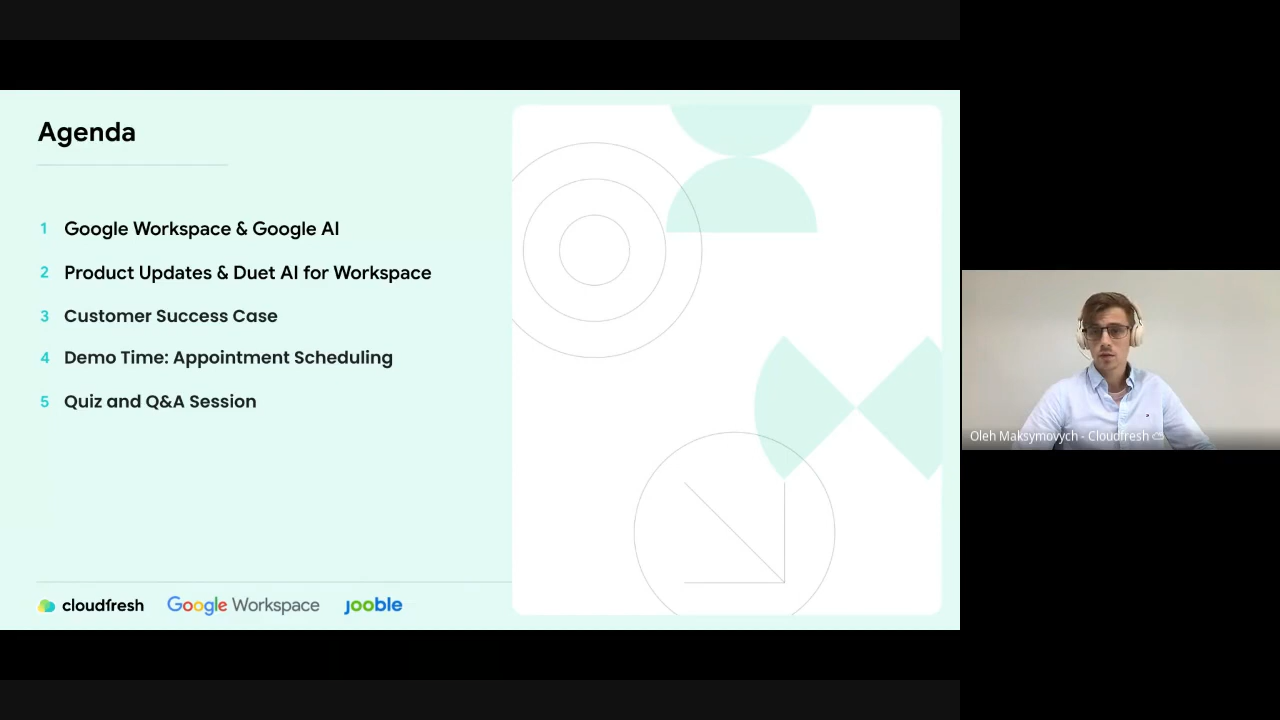 Agenda
1 Google Workspace & Google AI
2 Product Updates & Duet AI for Workspace
3 Customer Success Case
4 Demo Time: Appointment Scheduling
5 Quiz and Q&A Session
cloudfresh Google Workspace jooble
Oleh Maksymovych - Cloudfresh